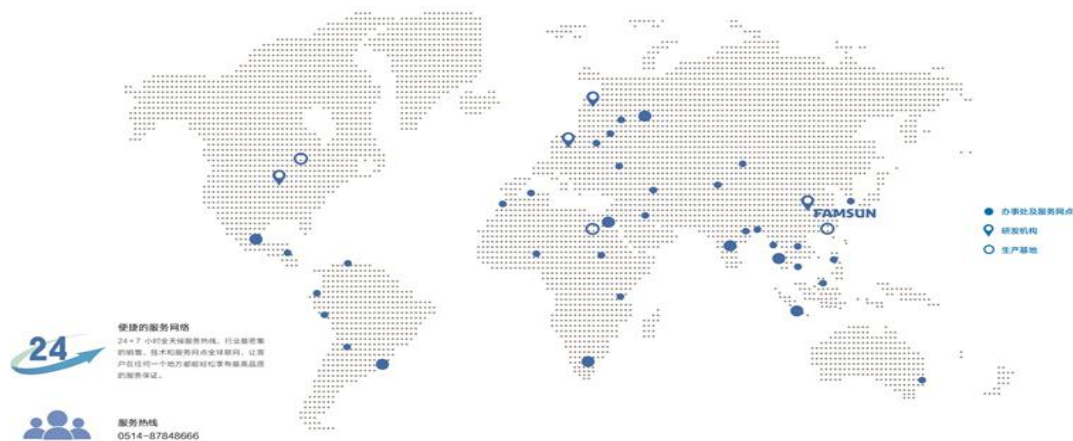 FAMSUN
办事处及服务网点
研发机构
生产基地
24
便捷的服务网络
24×7 小时全天候服务热线，行业最密集
的销售、技术和服务网点全球联网，让客
户在任何一个地方都能轻松享有最高品质
的服务保证。
服务热线
0514-87848666